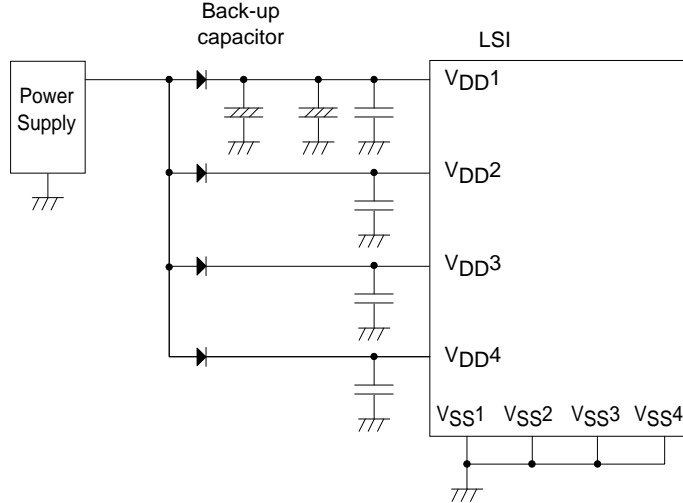 Back-up
capacitor
LSI
Power
Supply
VDD1
VDD2
VDD3
VDD4
VSS1 VSS2 VSS3 VSS4